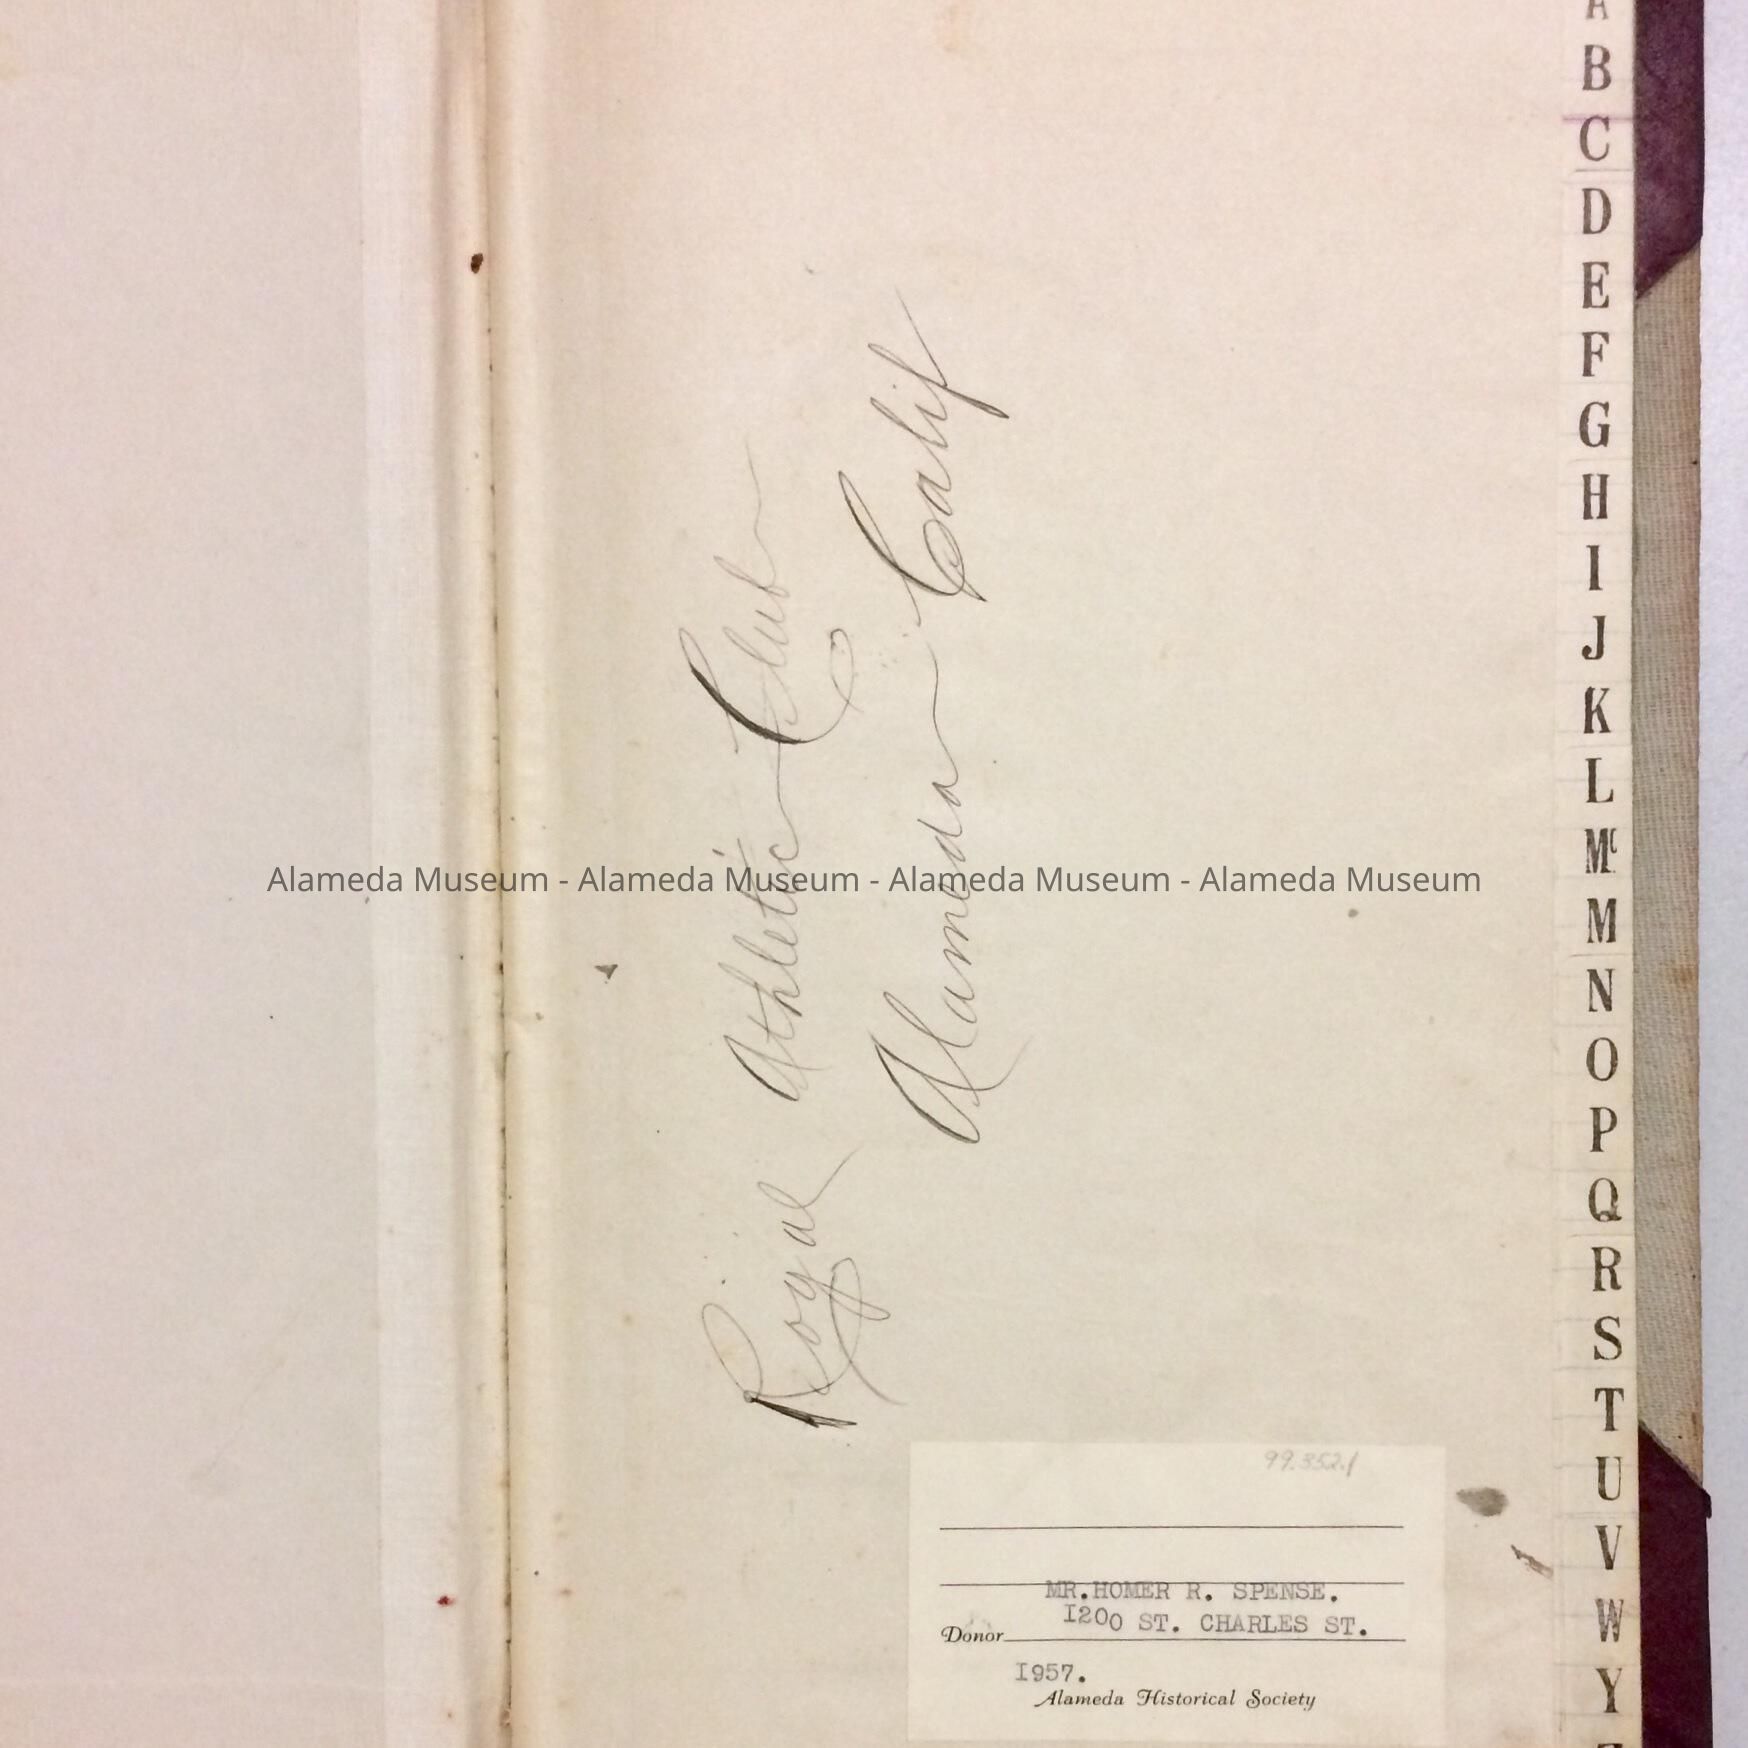 Royal Athletic Club
Alameda Calif
Alameda Museum - Alameda Museum - Alameda Museum - Alameda Museum
99.352.1
MR.HOMER R. SPENSE.
1200 ST. CHARLES ST.
Donor
1957.
Alameda Historical Society
A
B
C
D
E
F
G
H
I
J
K
L
Mc
M
N
O
P
Q
R
S
T
U
V
W
Y